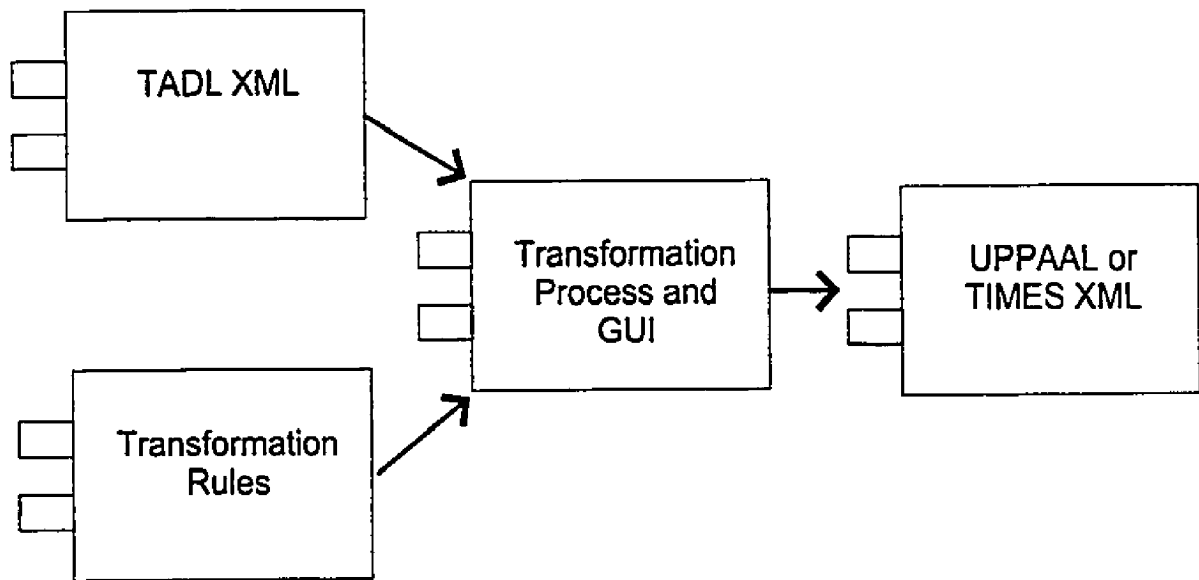 TADL XML
Transformation
Process and
GUI
UPPAAL or
TIMES XML
Transformation
Rules